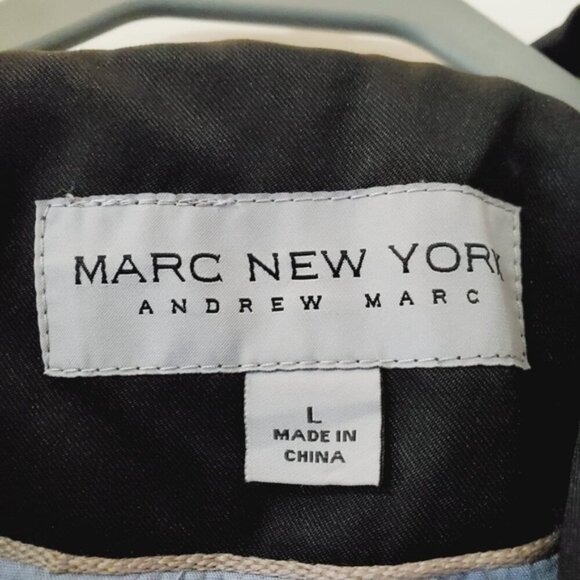 MARC NEW YORK
ANDREW MARC
L
MADE IN
CHINA